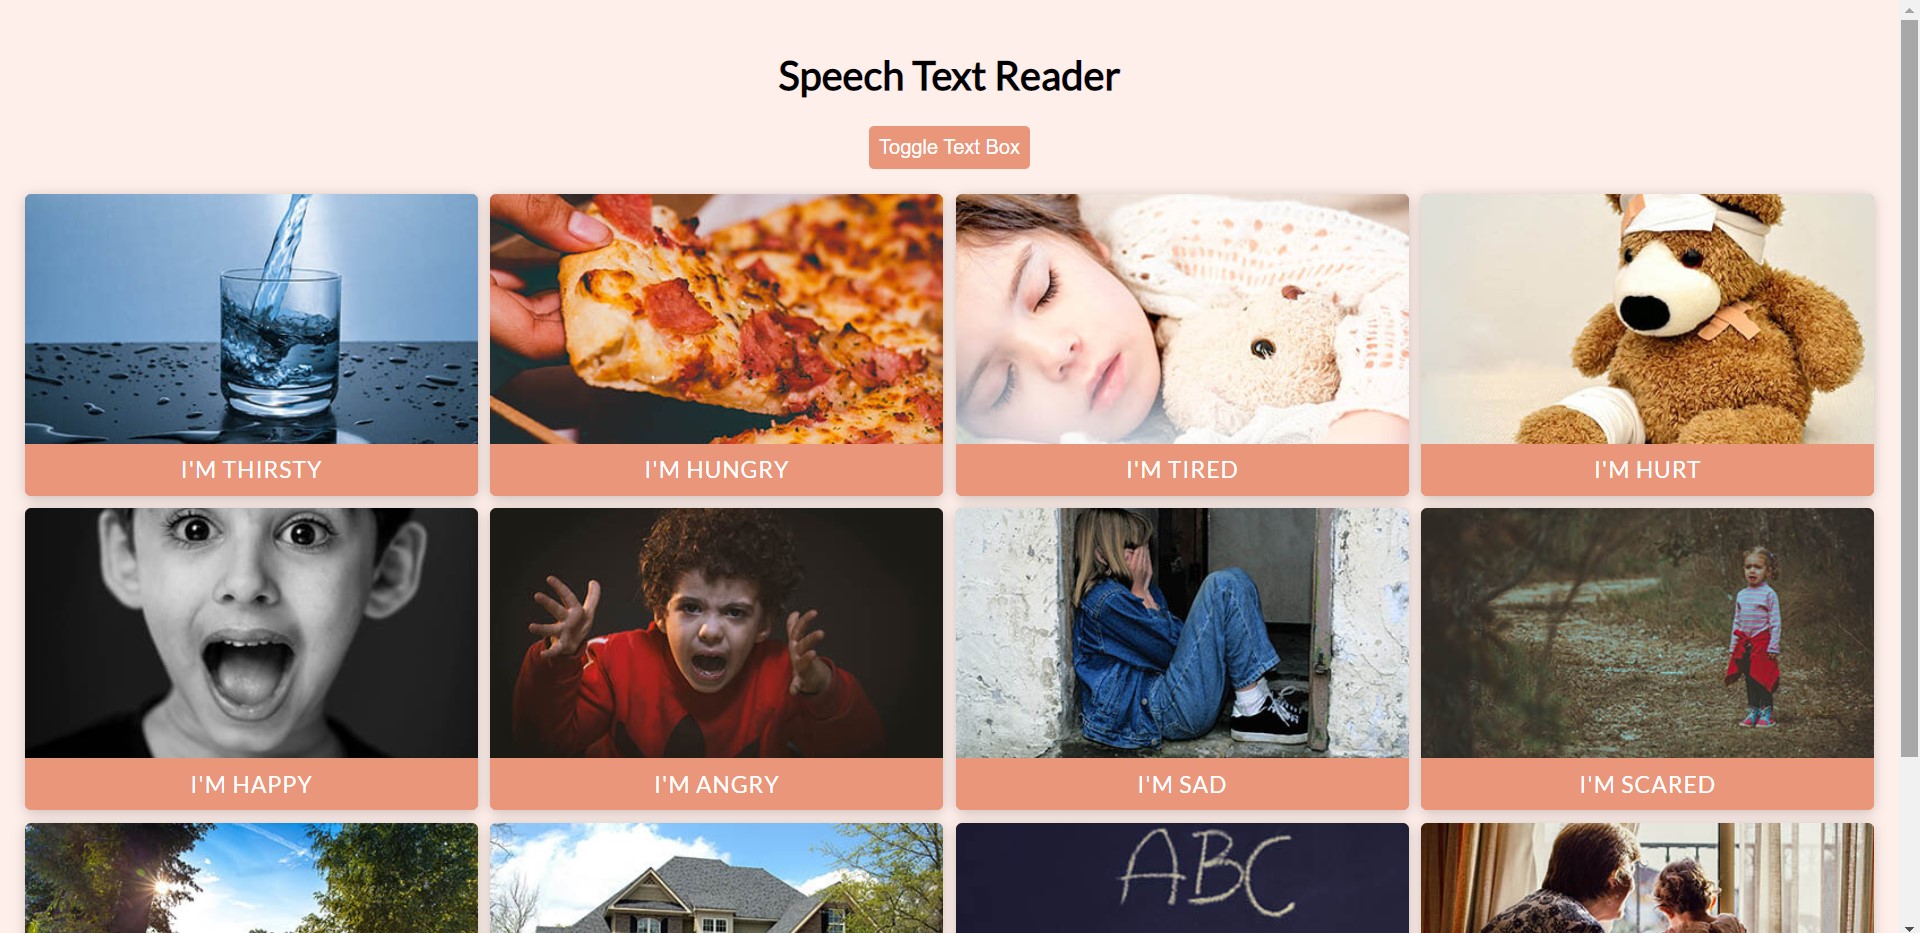 Speech Text Reader
Toggle Text Box
I'M THIRSTY
I'M HUNGRY
I'M TIRED
I'M HURT
I'M HAPPY
I'M ANGRY
I'M SAD
I'M SCARED
ABC